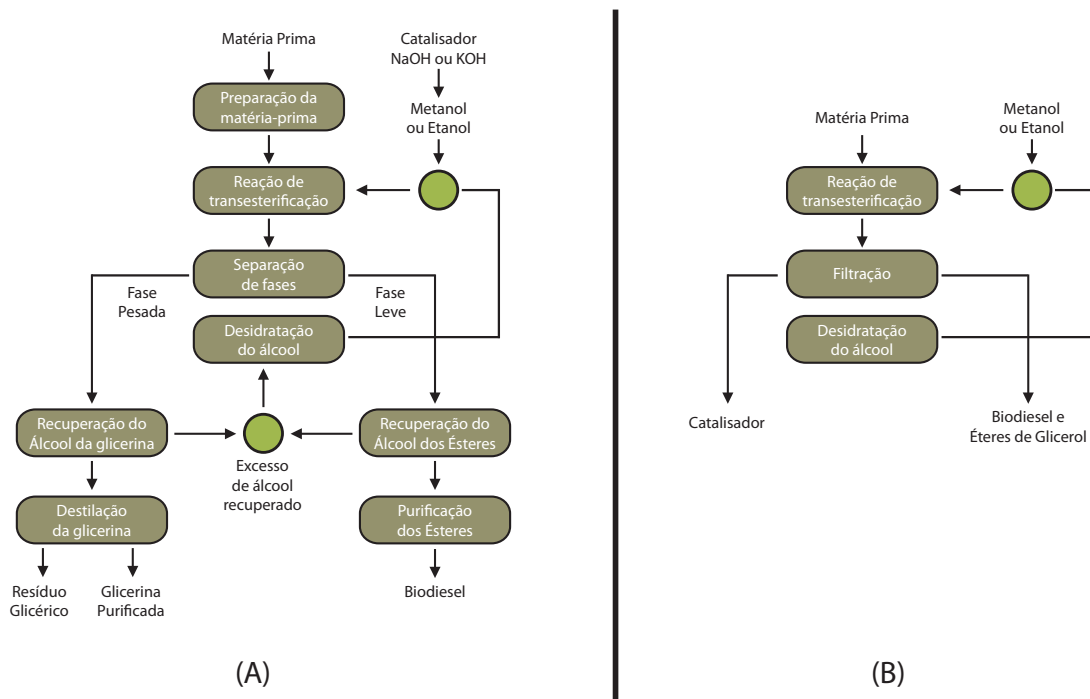 Matéria Prima
Catalisador
NaOH ou KOH
Preparação da
matéria-prima
Metanol
ou Etanol
Reação de
transesterificação
Separação
de fases
Fase
Pesada
Fase
Leve
Desidratação
do álcool
Recuperação do
Álcool da glicerina
Recuperação do
Álcool dos Ésteres
Excesso
de álcool
recuperado
Destilação
da glicerina
Purificação
dos Ésteres
Resíduo
Glicérico
Glicerina
Purificada
Biodiesel
(A)
Matéria Prima
Metanol
ou Etanol
Reação de
transesterificação
Filtração
Desidratação
do álcool
Catalisador
Biodiesel e
Éteres de Glicerol
(B)